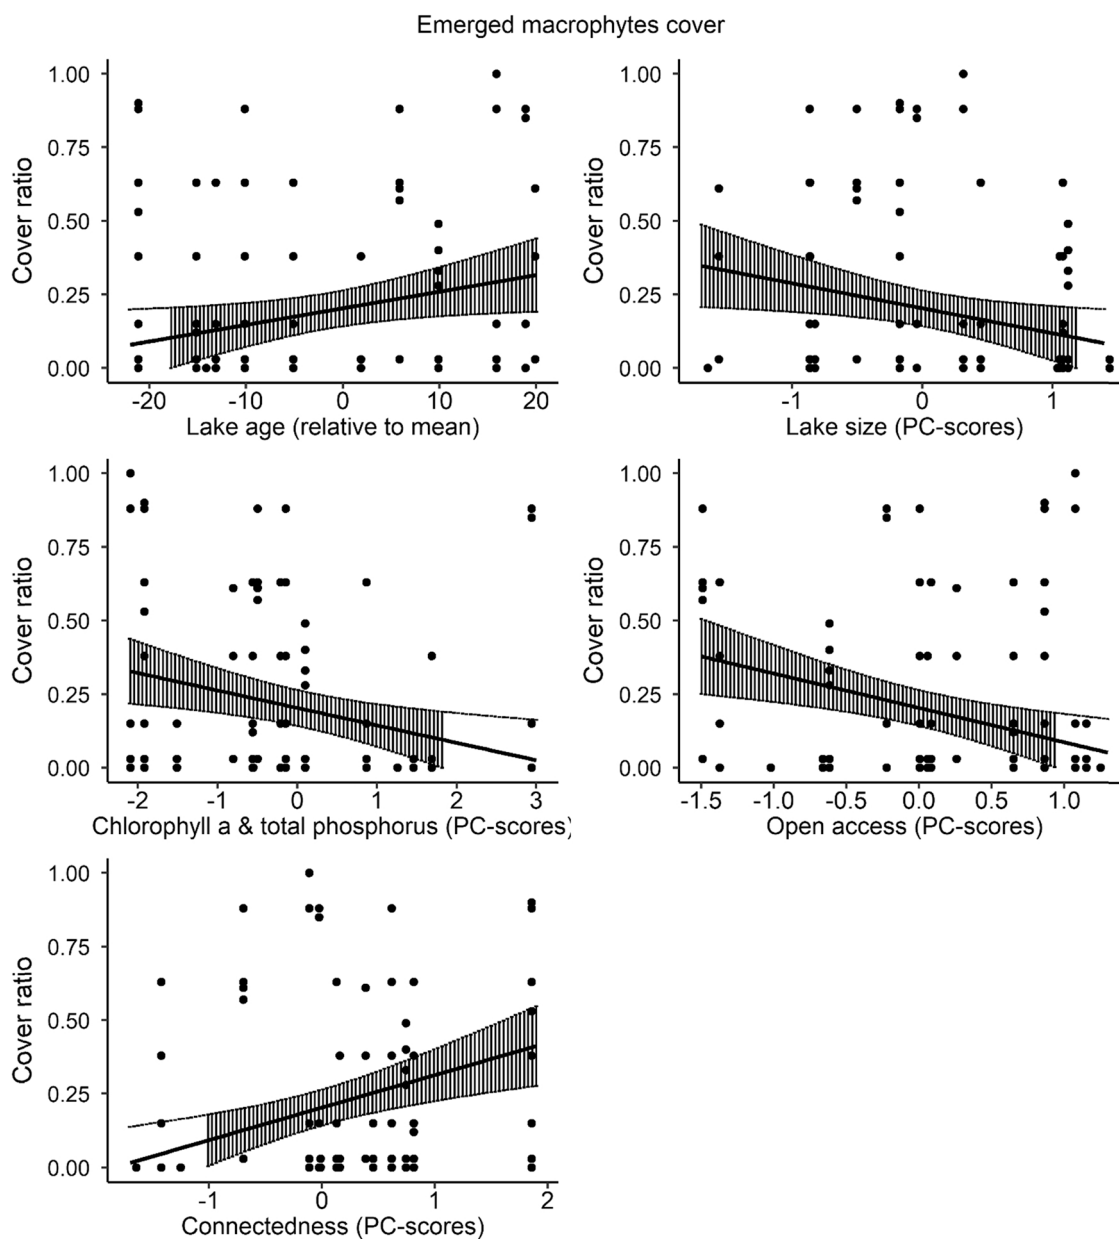 Emerged macrophytes cover
1.00
0.75
0.50
0.25
0.00
Cover ratio
-20 -10 0 10 20
Lake age (relative to mean)
1.00
0.75
0.50
0.25
0.00
Cover ratio
-1 0 1
Lake size (PC-scores)
1.00
0.75
0.50
0.25
0.00
Cover ratio
-2 -1 0 1 2 3
Chlorophyll a & total phosphorus (PC-scores)
1.00
0.75
0.50
0.25
0.00
Cover ratio
-1.5 -1.0 -0.5 0.0 0.5 1.0
Open access (PC-scores)
1.00
0.75
0.50
0.25
0.00
Cover ratio
-1 0 1 2
Connectedness (PC-scores)